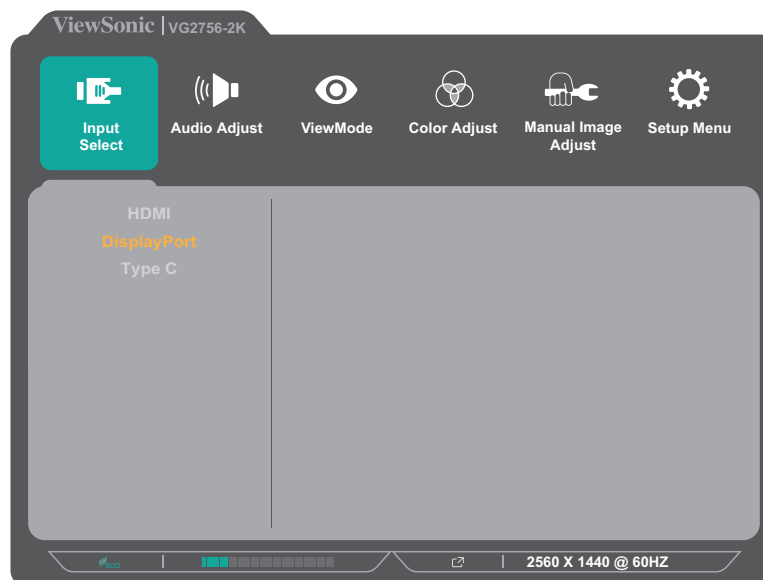 ViewSonic | VG2756-2K
Input Select
Audio Adjust
ViewMode
Color Adjust
Manual Image Adjust
Setup Menu
HDMI
DisplayPort
Type C
eco
2560 X 1440 @ 60HZ